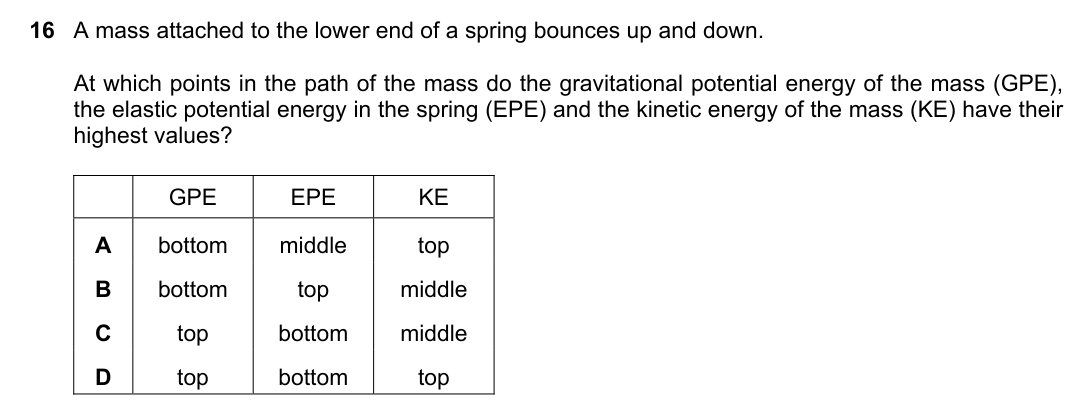 16 A mass attached to the lower end of a spring bounces up and down.
At which points in the path of the mass do the gravitational potential energy of the mass (GPE),
the elastic potential energy in the spring (EPE) and the kinetic energy of the mass (KE) have their
highest values?
GPE EPE KE
A bottom middle top
B bottom top middle
C top bottom middle
D top bottom top